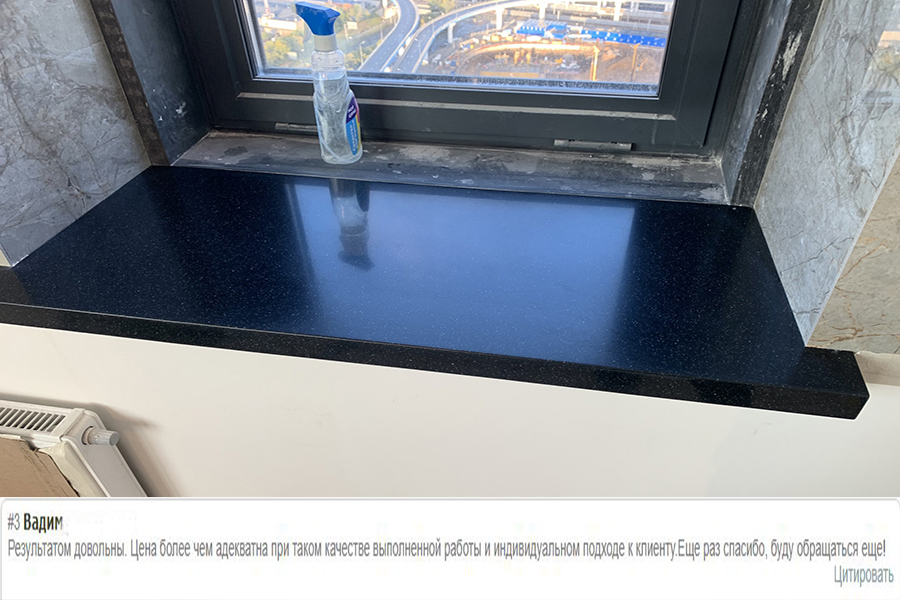 #3 Вадим
Результатом довольны. Цена более чем адекватна при таком качестве выполненной работы и индивидуальном подходе к клиенту.Еще раз спасибо, буду обращаться еще!
Цитировать